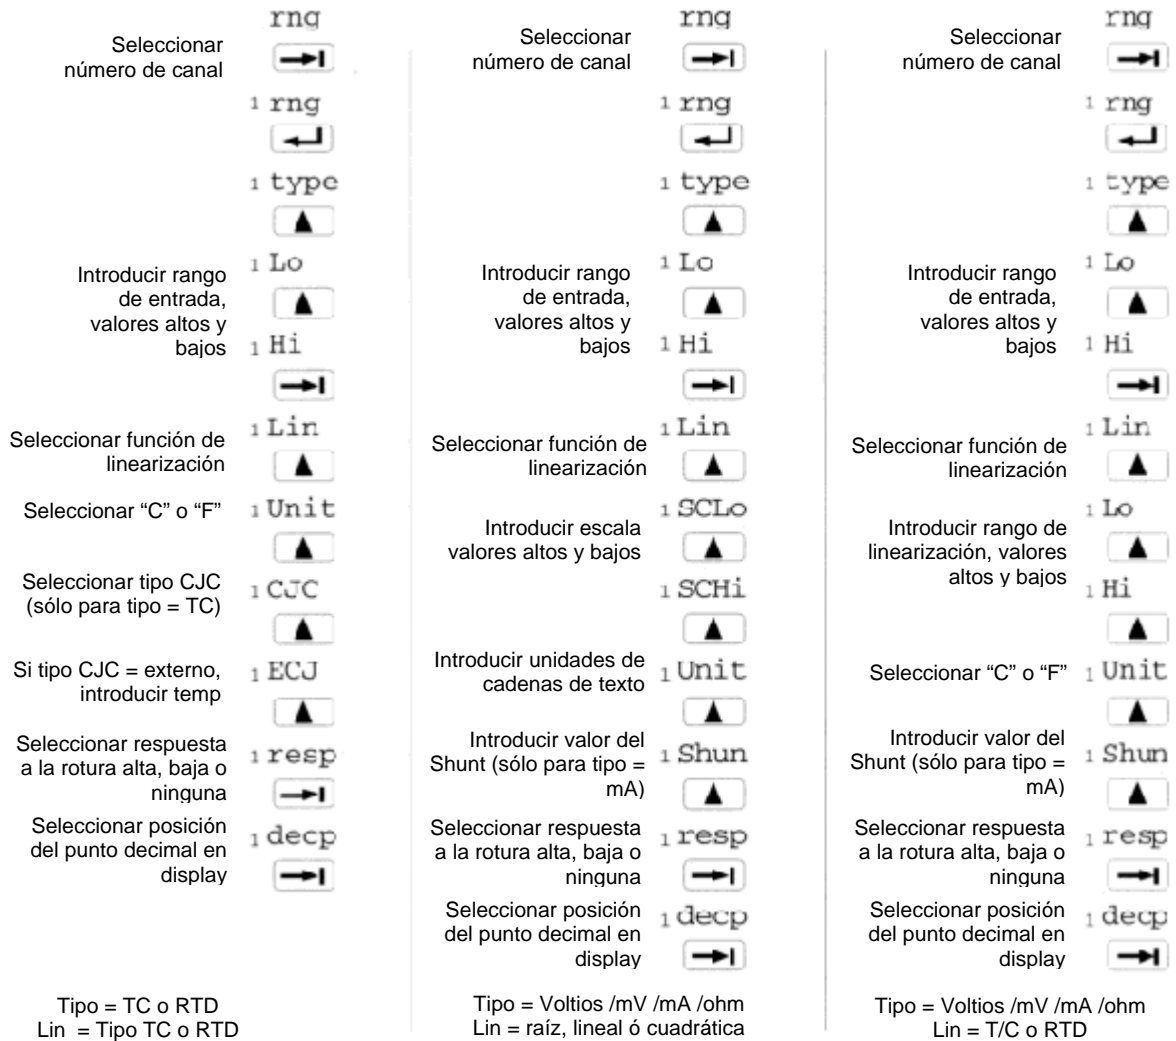 rng
Seleccionar
número de canal
1 rng
1 type
1 Lo
Introducir rango
de entrada,
valores altos y
bajos
1 Hi
1 Lin
Seleccionar función de
linearización
Seleccionar “C” o “F”
1 Unit
Seleccionar tipo CJC
(sólo para tipo = TC)
1 CJC
Si tipo CJC = externo,
introducir temp
1 ECJ
Seleccionar respuesta
a la rotura alta, baja o
ninguna
1 resp
Seleccionar posición
del punto decimal en
display
1 decp
Tipo = TC o RTD
Lin = Tipo TC o RTD
rng
Seleccionar
número de canal
1 rng
1 type
1 Lo
Introducir rango
de entrada,
valores altos y
bajos
1 Hi
1 Lin
Seleccionar función de
linearización
1 SCLo
Introducir escala
valores altos y bajos
1 SCHi
Introducir unidades de
cadenas de texto
1 Unit
Introducir valor del
Shunt (sólo para tipo =
mA)
1 Shun
Seleccionar respuesta
a la rotura alta, baja o
ninguna
1 resp
Seleccionar posición
del punto decimal en
display
1 decp
Tipo = Voltios /mV /mA /ohm
Lin = raíz, lineal ó cuadrática
rng
Seleccionar
número de canal
1 rng
1 type
1 Lo
Introducir rango
de entrada,
valores altos y
bajos
1 Hi
1 Lin
Seleccionar función de
linearización
1 Lo
Introducir rango de
linearización, valores
altos y bajos
1 Hi
Seleccionar “C” o “F”
1 Unit
Introducir valor del
Shunt (sólo para tipo =
mA)
1 Shun
Seleccionar respuesta
a la rotura alta, baja o
ninguna
1 resp
Seleccionar posición
del punto decimal en
display
1 decp
Tipo = Voltios /mV /mA /ohm
Lin = T/C o RTD